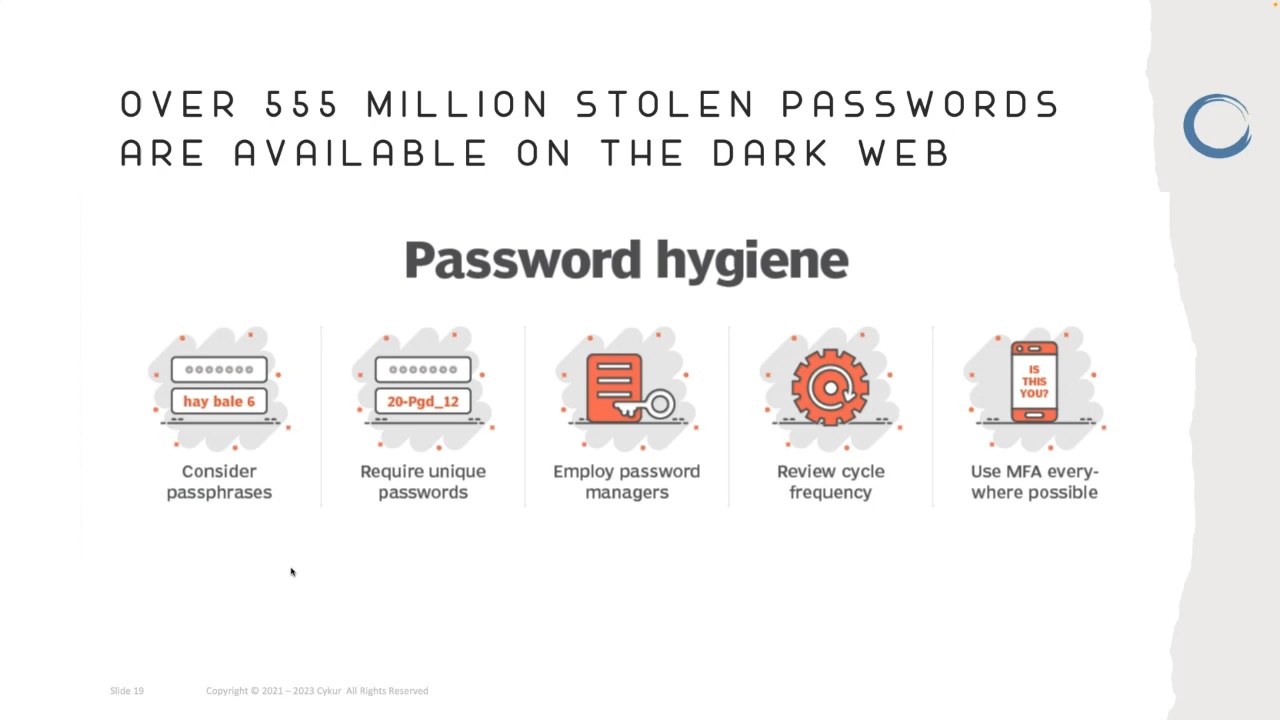 OVER 555 MILLION STOLEN PASSWORDS
ARE AVAILABLE ON THE DARK WEB
Password hygiene
hay bale 6
Consider
passphrases
20-Pgd_12
Require unique
passwords
Employ password
managers
Review cycle
frequency
IS
THIS
YOU?
Use MFA every-
where possible
Slide 19
Copyright © 2021 – 2023 Cykur All Rights Reserved